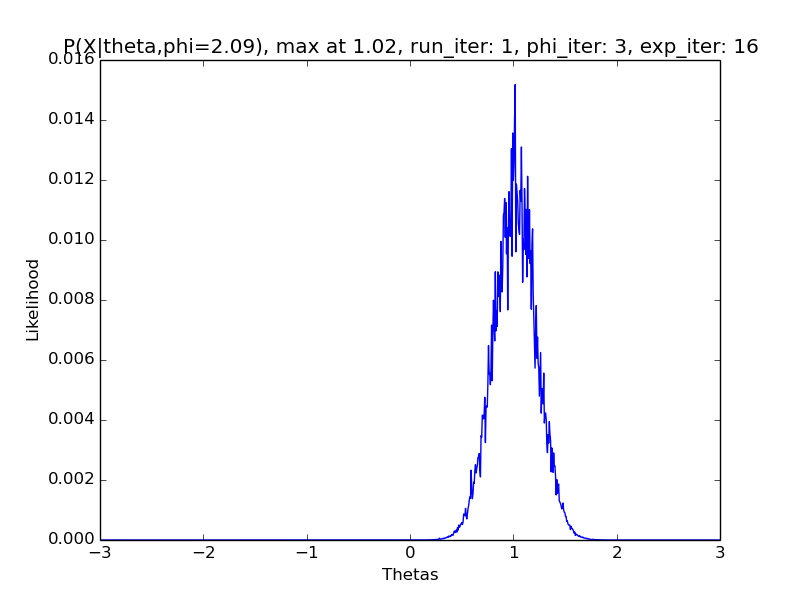 P(X|theta,phi=2.09), max at 1.02, run_iter: 1, phi_iter: 3, exp_iter: 16
0.016
0.014
0.012
0.010
0.008
0.006
0.004
0.002
0.000
Likelihood
−3 −2 −1 0 1 2 3
Thetas